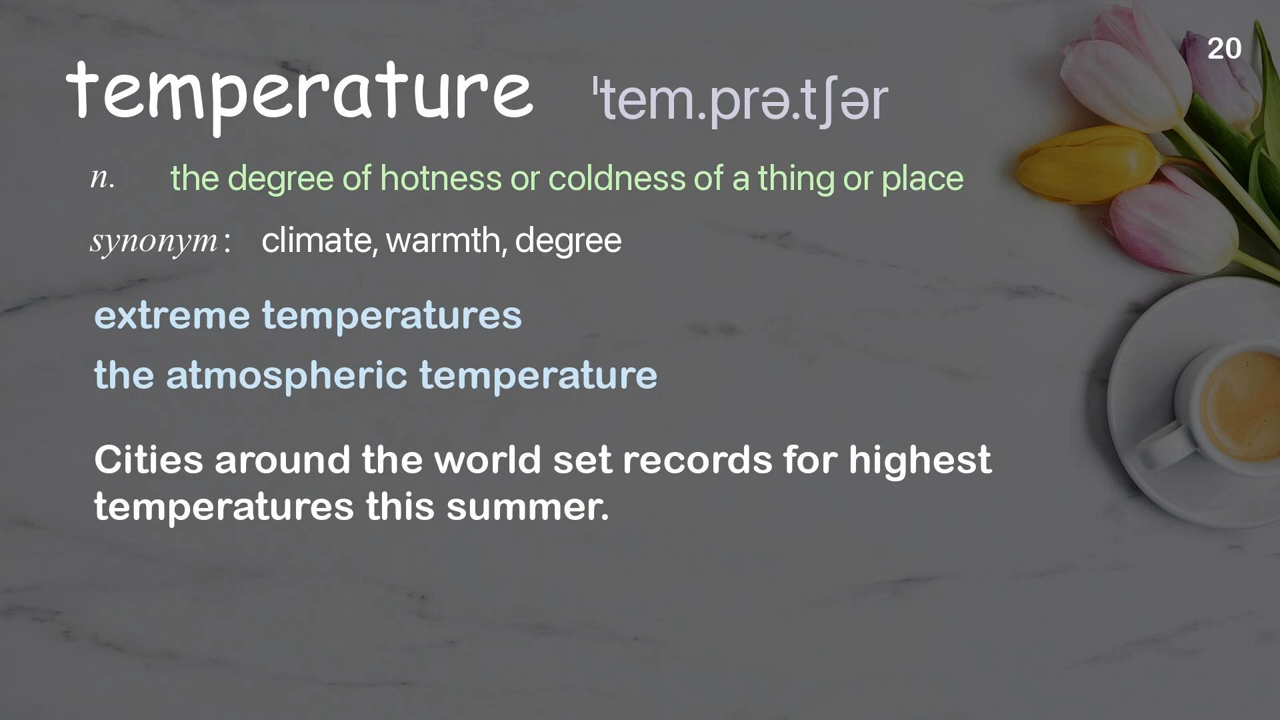 20
temperature ˈtem.prə.tʃər
n. the degree of hotness or coldness of a thing or place
synonym: climate, warmth, degree
extreme temperatures
the atmospheric temperature
Cities around the world set records for highest
temperatures this summer.